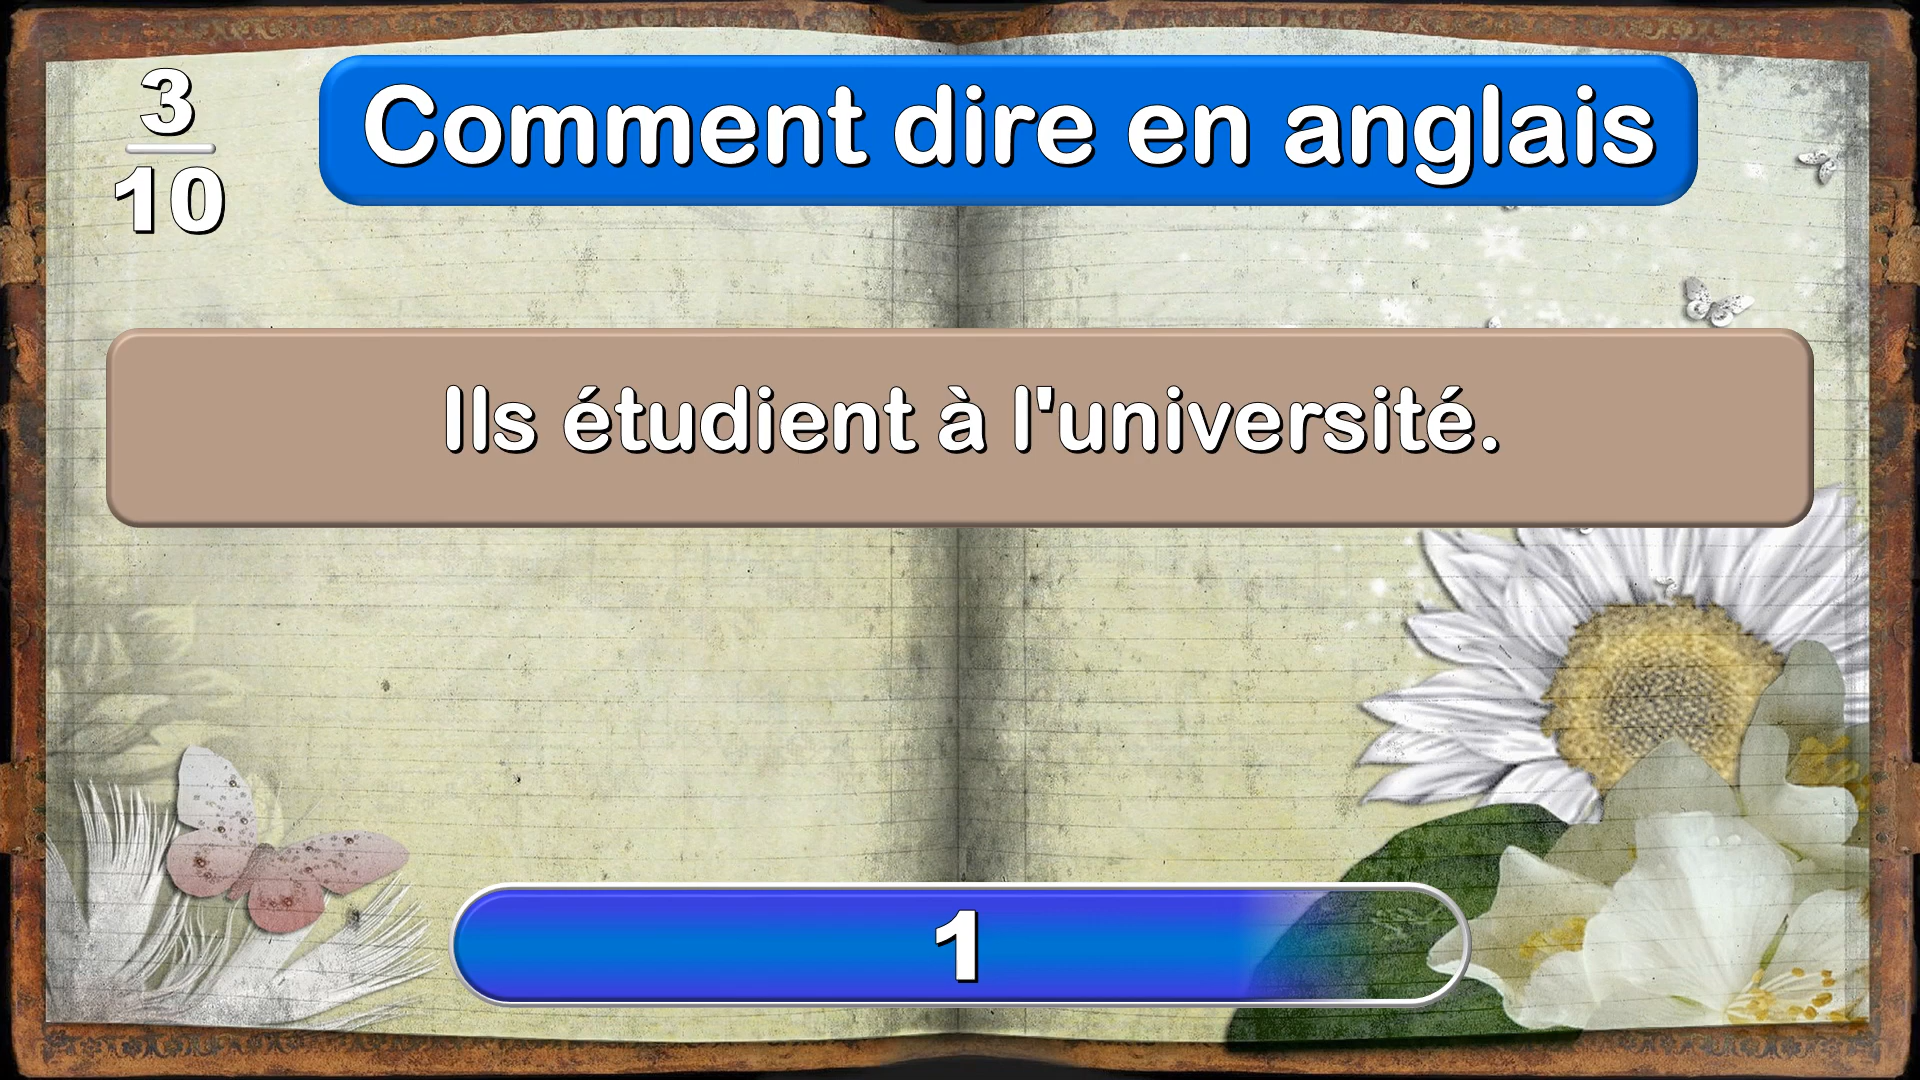 3
10
Comment dire en anglais
Ils étudient à l'université.
1